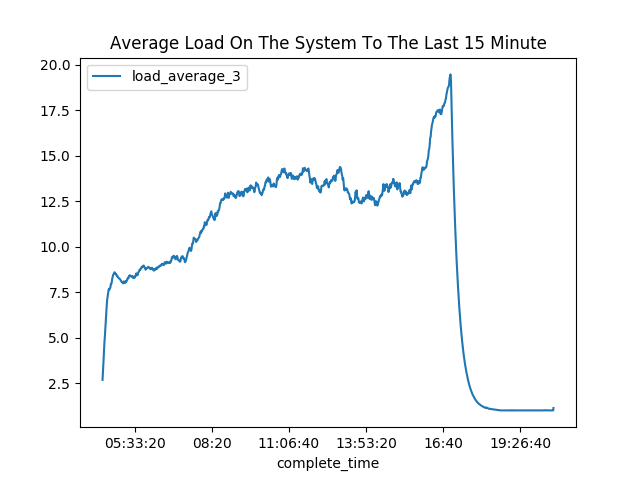 Average Load On The System To The Last 15 Minute
load_average_3
20.0
17.5
15.0
12.5
10.0
7.5
5.0
2.5
05:33:20 08:20 11:06:40 13:53:20 16:40 19:26:40
complete_time